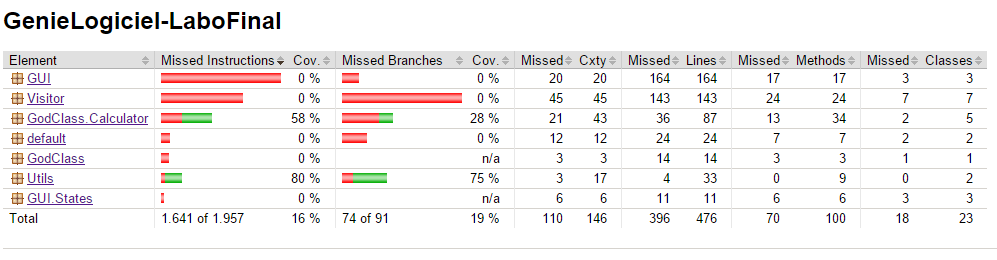 GenieLogiciel-LaboFinal
Element Missed Instructions Cov. Missed Branches Cov. Missed Cxty Missed Lines Missed Methods Missed Classes
GUI 0 % 0 % 20 20 164 164 17 17 3 3
Visitor 0 % 0 % 45 45 143 143 24 24 7 7
GodClass.Calculator 58 % 28 % 21 43 36 87 13 34 2 5
default 0 % 0 % 12 12 24 24 7 7 2 2
GodClass 0 % n/a 3 3 14 14 3 3 1 1
Utils 80 % 75 % 3 17 4 33 0 9 0 2
GUI.States 0 % n/a 6 6 11 11 6 6 3 3
Total 1.641 of 1.957 16 % 74 of 91 19 % 110 146 396 476 70 100 18 23